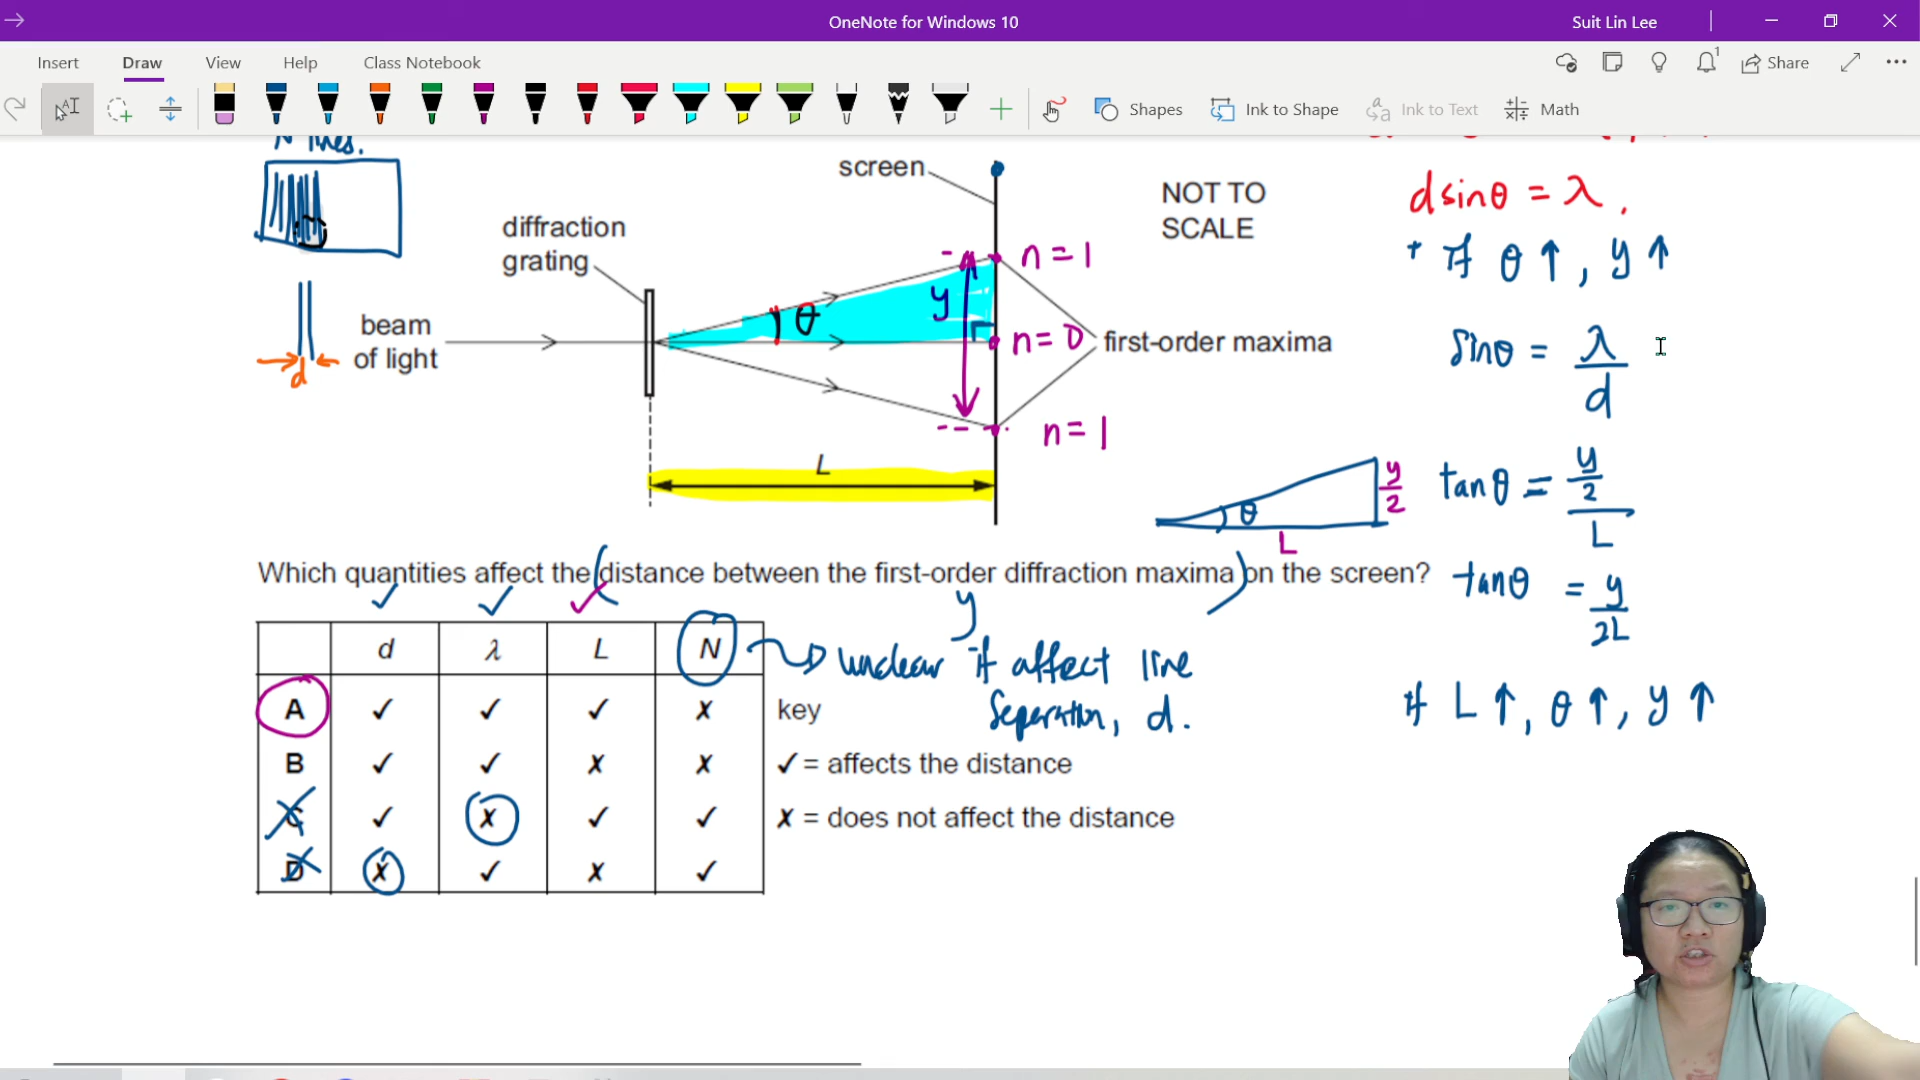 OneNote for Windows 10
Suit Lin Lee
Insert Draw View Help Class Notebook
1 Share
Shapes Ink to Shape Ink to Text Math
N lines.
screen
NOT TO
SCALE
diffraction
grating
beam
of light
d
θ
y
n = 1
n = 0
n = 1
first-order maxima
L
d sinθ = λ.
* If θ ↑, y ↑
sinθ = λ/d
θ
y/2
L
tanθ = y/2 / L
tanθ = y/2L
If L ↑, θ ↑, y ↑
Which quantities affect the (distance between the first-order diffraction maxima) on the screen?
✓ ✓ ✓ y
d λ L N
unclear if affect line
separation, d.
A ✓ ✓ ✓ ✗
B ✓ ✓ ✗ ✗
C ✓ ✗ ✓ ✓
D ✗ ✓ ✗ ✓
key
✓ = affects the distance
✗ = does not affect the distance